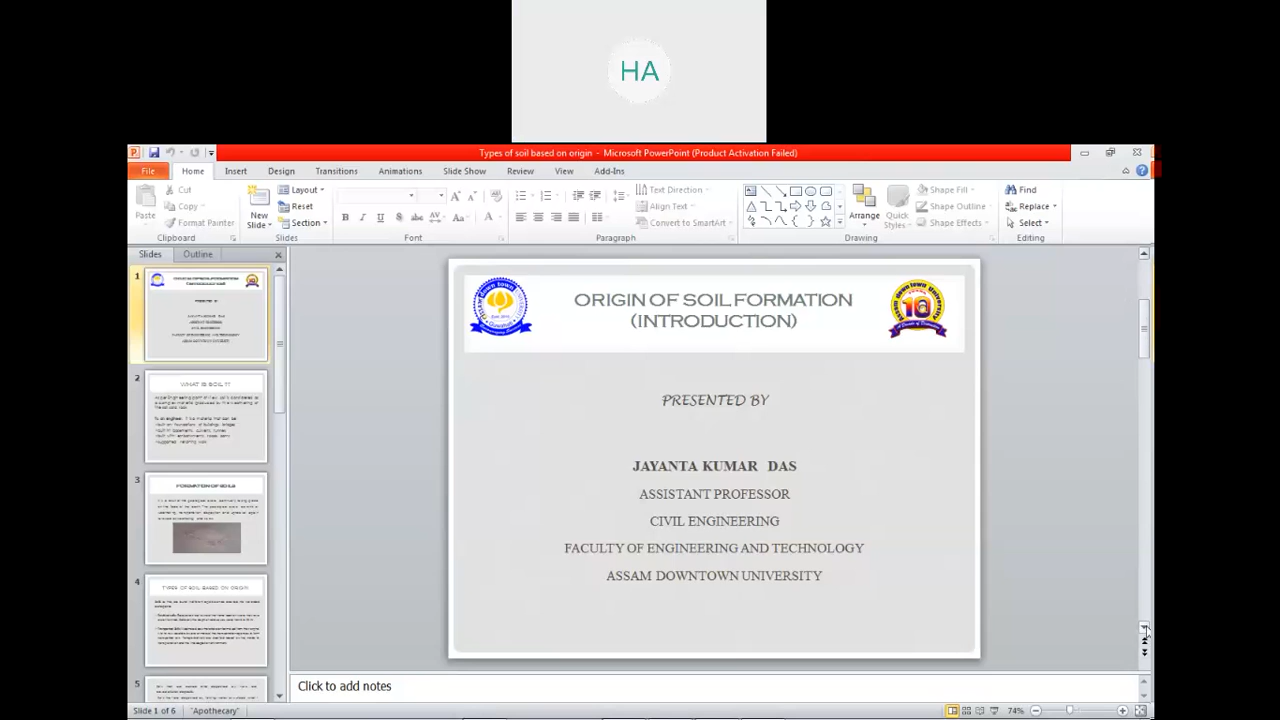 HA
Types of soil based on origin - Microsoft PowerPoint (Product Activation Failed)
File Home Insert Design Transitions Animations Slide Show Review View Add-Ins
Paste
Cut
Copy
Format Painter
Clipboard
New Slide
Layout
Reset
Section
Slides
Font
Text Direction
Align Text
Convert to SmartArt
Paragraph
Arrange
Quick Styles
Shape Fill
Shape Outline
Shape Effects
Drawing
Find
Replace
Select
Editing
Slides Outline
1
2
WHAT IS SOIL ??
3
FORMATION OF SOILS
4
TYPES OF SOIL BASED ON ORIGIN
5
ORIGIN OF SOIL FORMATION
(INTRODUCTION)
PRESENTED BY
JAYANTA KUMAR DAS
ASSISTANT PROFESSOR
CIVIL ENGINEERING
FACULTY OF ENGINEERING AND TECHNOLOGY
ASSAM DOWNTOWN UNIVERSITY
Click to add notes
Slide 1 of 6 "Apothecary" 74%